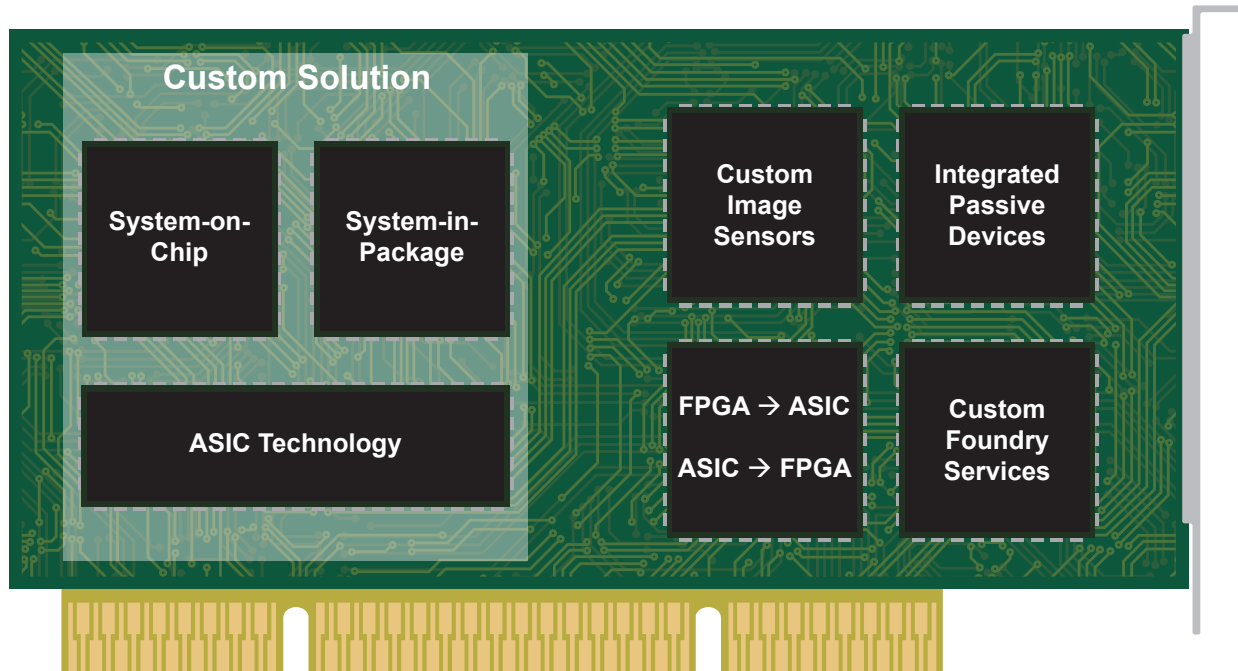 Custom Solution
System-on-
Chip
System-in-
Package
ASIC Technology
Custom
Image
Sensors
Integrated
Passive
Devices
FPGA → ASIC
ASIC → FPGA
Custom
Foundry
Services